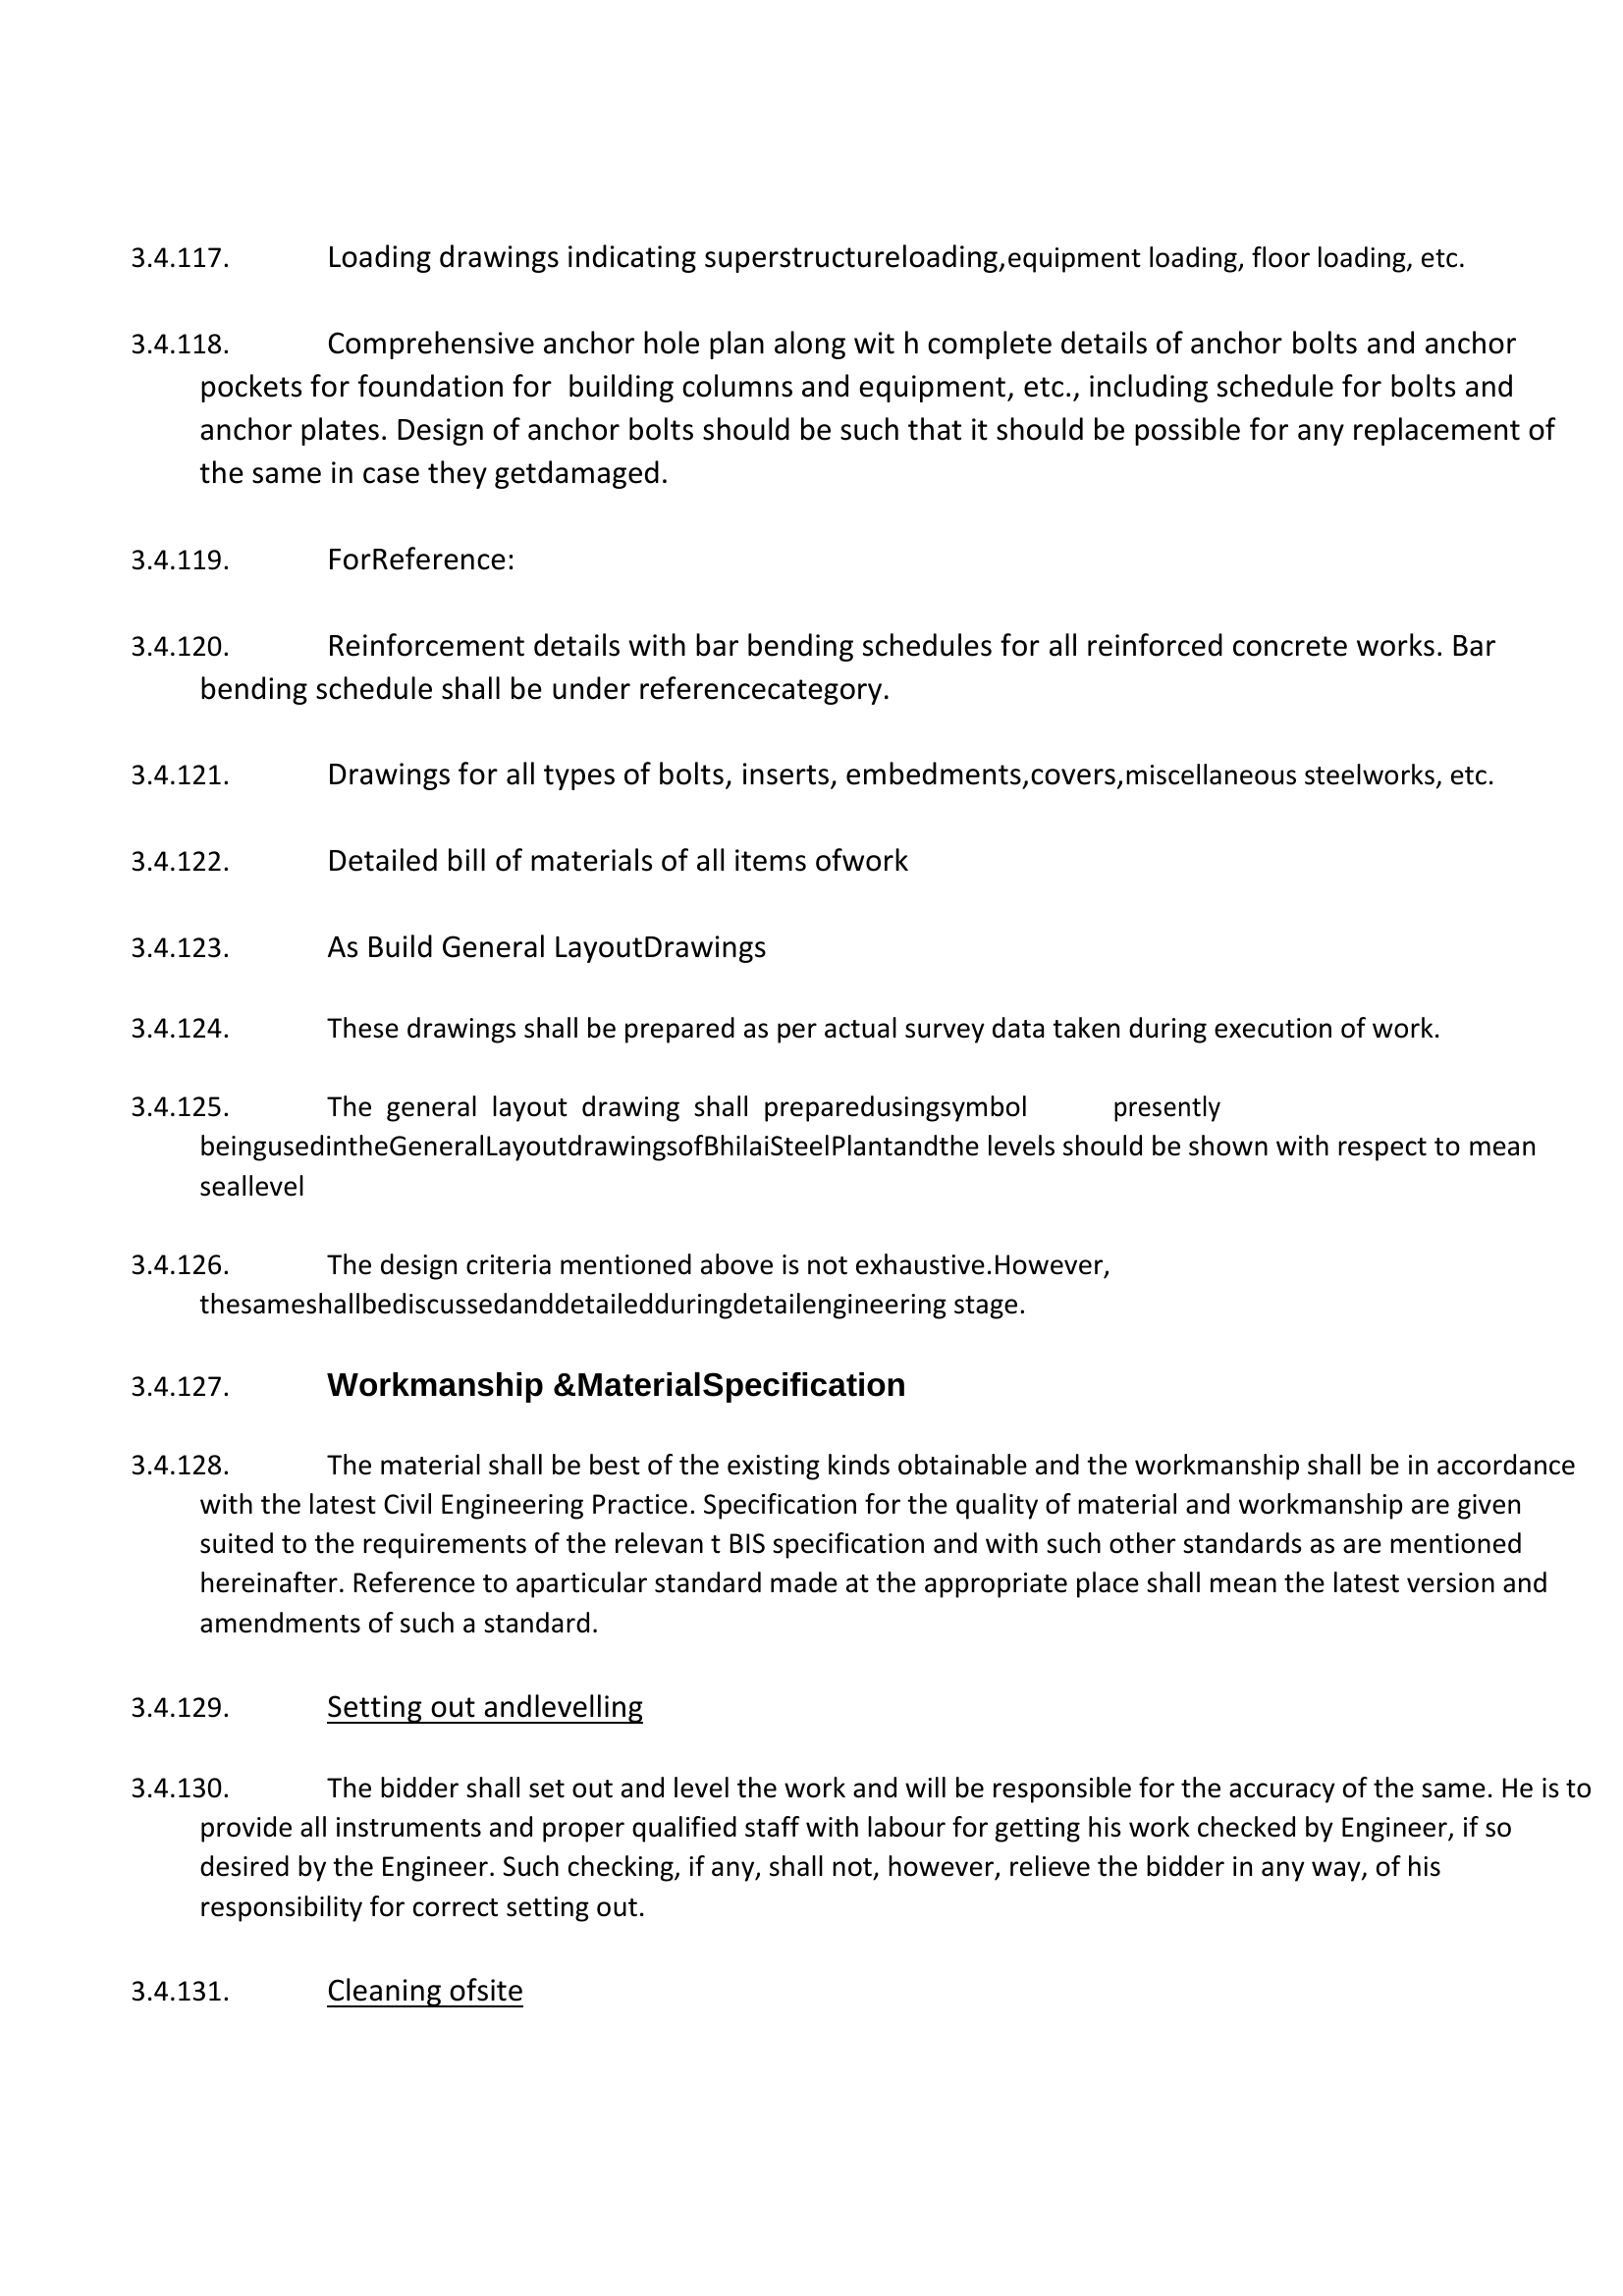 3.4.117. Loading drawings indicating superstructureloading,equipment loading, floor loading, etc.
3.4.118. Comprehensive anchor hole plan along wit h complete details of anchor bolts and anchor
pockets for foundation for  building columns and equipment, etc., including schedule for bolts and
anchor plates. Design of anchor bolts should be such that it should be possible for any replacement of
the same in case they getdamaged.
3.4.119. ForReference:
3.4.120. Reinforcement details with bar bending schedules for all reinforced concrete works. Bar
bending schedule shall be under referencecategory.
3.4.121. Drawings for all types of bolts, inserts, embedments,covers,miscellaneous steelworks, etc.
3.4.122. Detailed bill of materials of all items ofwork
3.4.123. As Build General LayoutDrawings
3.4.124. These drawings shall be prepared as per actual survey data taken during execution of work.
3.4.125. The general layout drawing shall preparedusingsymbol presently
beingusedintheGeneralLayoutdrawingsofBhilaiSteelPlantandthe levels should be shown with respect to mean
seallevel
3.4.126. The design criteria mentioned above is not exhaustive.However,
thesameshallbediscussedanddetailedduringdetailengineering stage.
3.4.127. Workmanship &MaterialSpecification
3.4.128. The material shall be best of the existing kinds obtainable and the workmanship shall be in accordance
with the latest Civil Engineering Practice. Specification for the quality of material and workmanship are given
suited to the requirements of the relevan t BIS specification and with such other standards as are mentioned
hereinafter. Reference to aparticular standard made at the appropriate place shall mean the latest version and
amendments of such a standard.
3.4.129. Setting out andlevelling
3.4.130. The bidder shall set out and level the work and will be responsible for the accuracy of the same. He is to
provide all instruments and proper qualified staff with labour for getting his work checked by Engineer, if so
desired by the Engineer. Such checking, if any, shall not, however, relieve the bidder in any way, of his
responsibility for correct setting out.
3.4.131. Cleaning ofsite